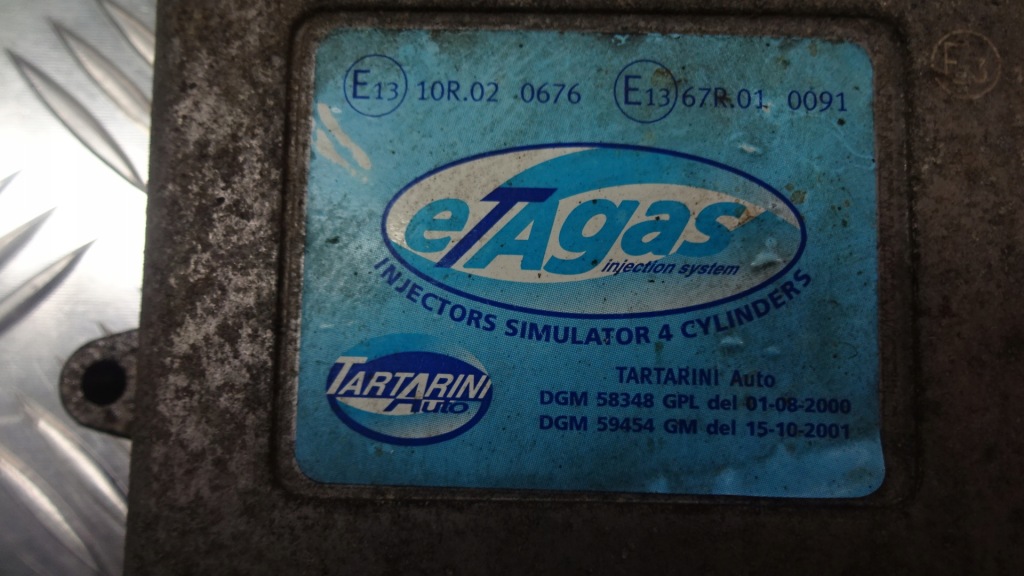 E13 10R.02 0676 E13 67R.01 0091
E13
eTAgas
injection system
INJECTORS SIMULATOR 4 CYLINDERS
TARTARINI
Auto
TARTARINI Auto
DGM 58348 GPL del 01-08-2000
DGM 59454 GM del 15-10-2001